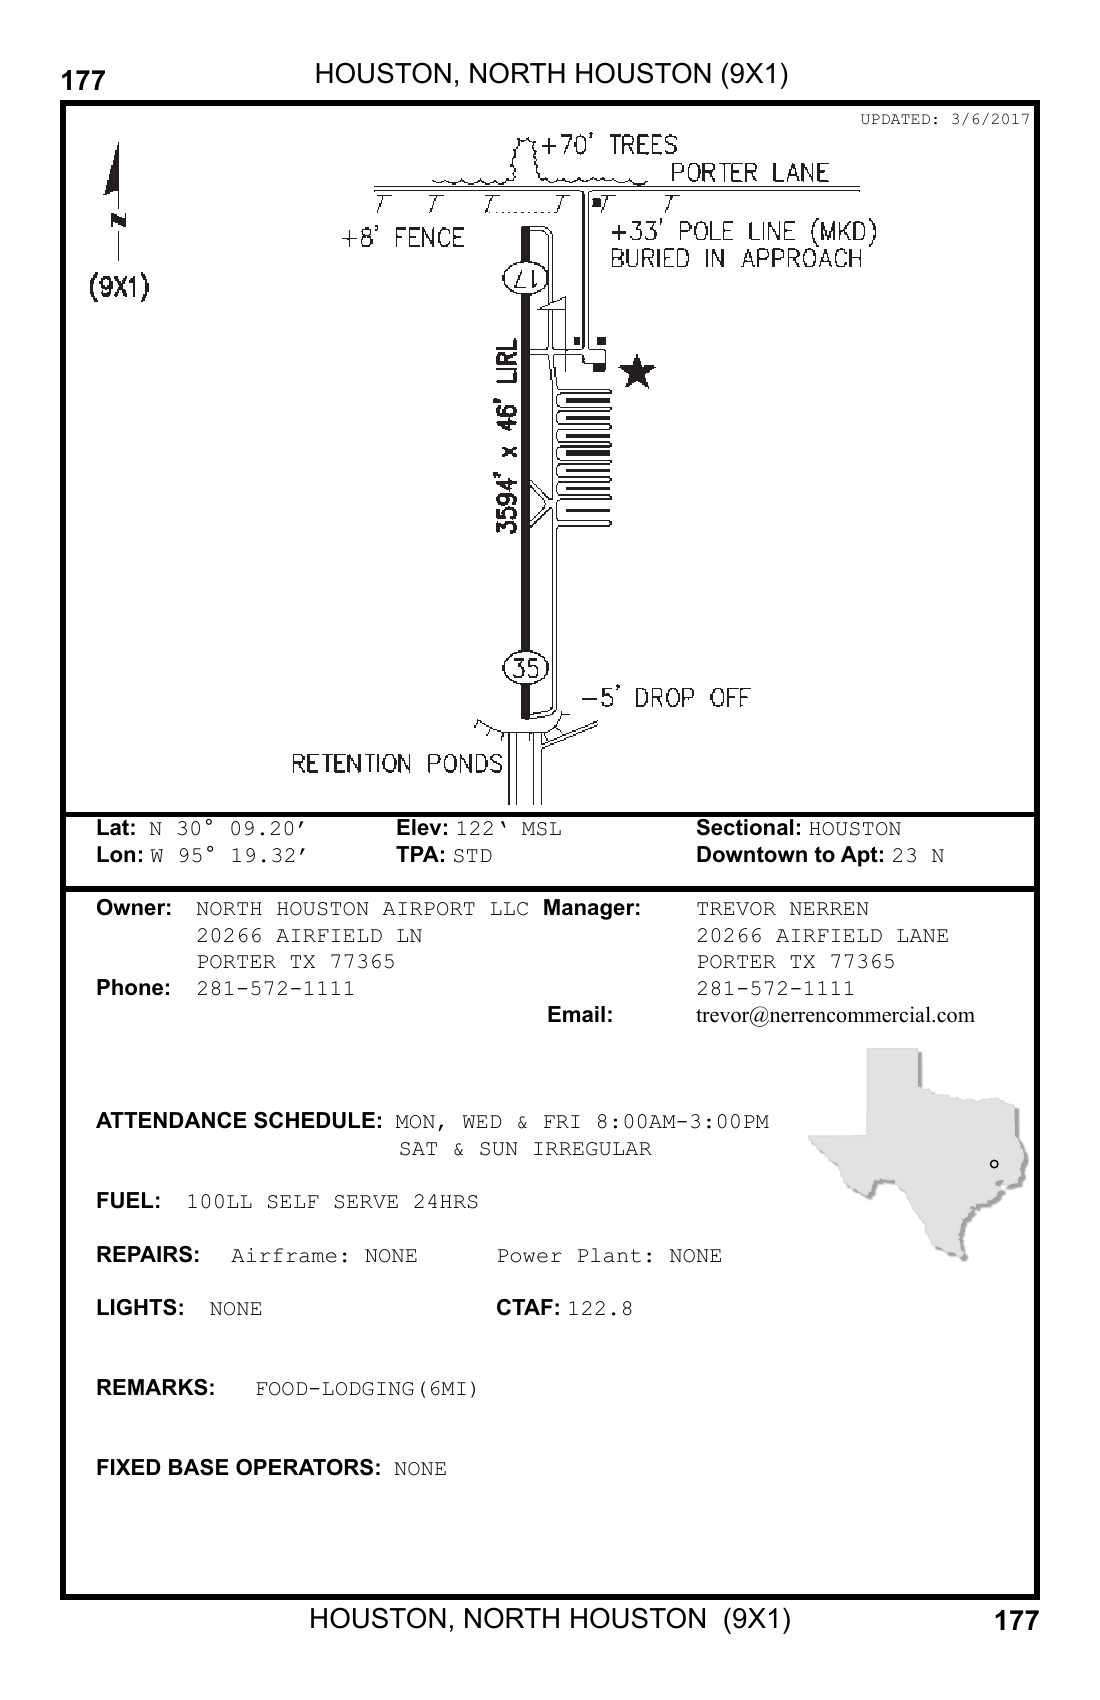 177 HOUSTON, NORTH HOUSTON (9X1)
UPDATED: 3/6/2017
+70' TREES
PORTER LANE
+8' FENCE
+33' POLE LINE (MKD)
BURIED IN APPROACH
N
(9X1)
17
3594' x 46' LIRL
35
-5' DROP OFF
RETENTION PONDS
Lat: N 30° 09.20’ Elev: 122‘ MSL Sectional: HOUSTON
Lon: W 95° 19.32’ TPA: STD Downtown to Apt: 23 N
Owner: NORTH HOUSTON AIRPORT LLC Manager: TREVOR NERREN
20266 AIRFIELD LN 20266 AIRFIELD LANE
PORTER TX 77365 PORTER TX 77365
Phone: 281-572-1111 281-572-1111
Email: trevor@nerrencommercial.com
ATTENDANCE SCHEDULE: MON, WED & FRI 8:00AM-3:00PM
SAT & SUN IRREGULAR
FUEL: 100LL SELF SERVE 24HRS
REPAIRS: Airframe: NONE Power Plant: NONE
LIGHTS: NONE CTAF: 122.8
REMARKS: FOOD-LODGING(6MI)
FIXED BASE OPERATORS: NONE
HOUSTON, NORTH HOUSTON (9X1) 177